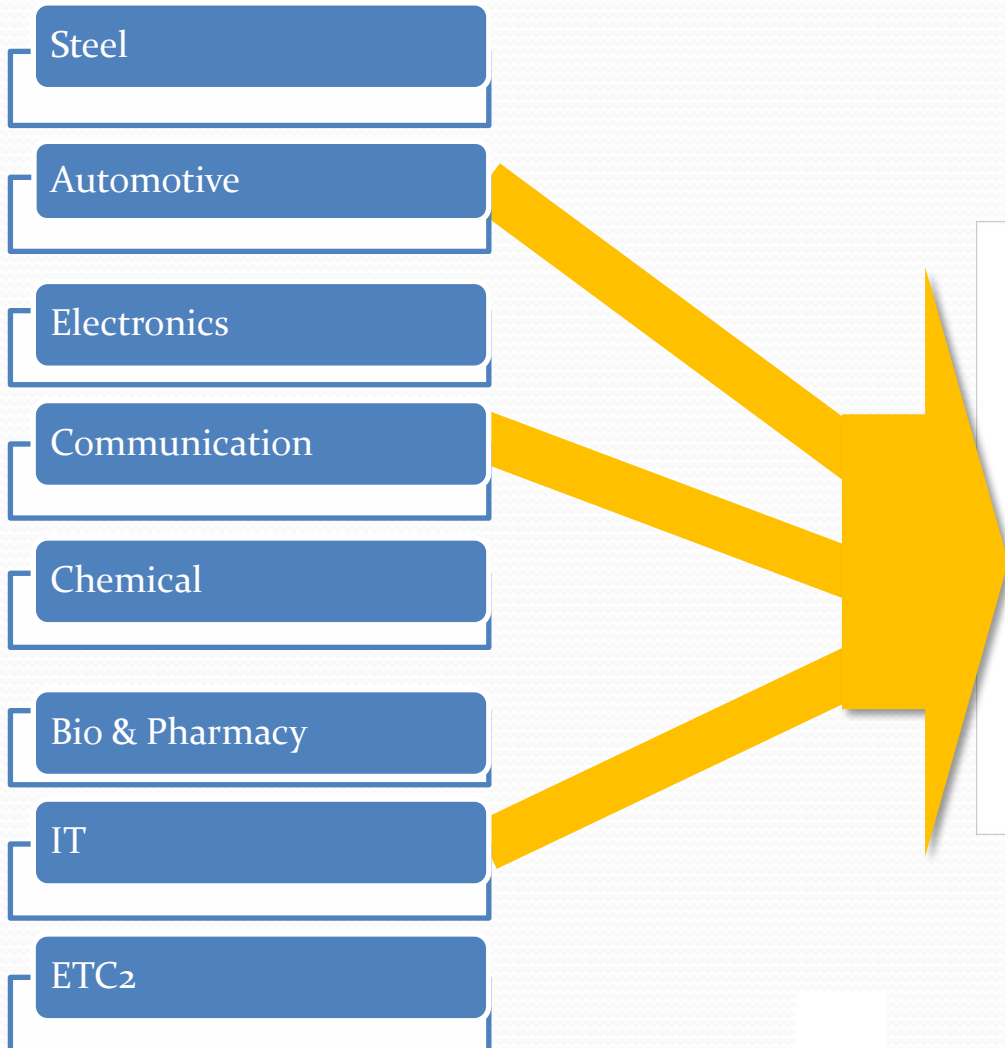 Steel
Automotive
Electronics
Communication
Chemical
Bio & Pharmacy
IT
ETC2